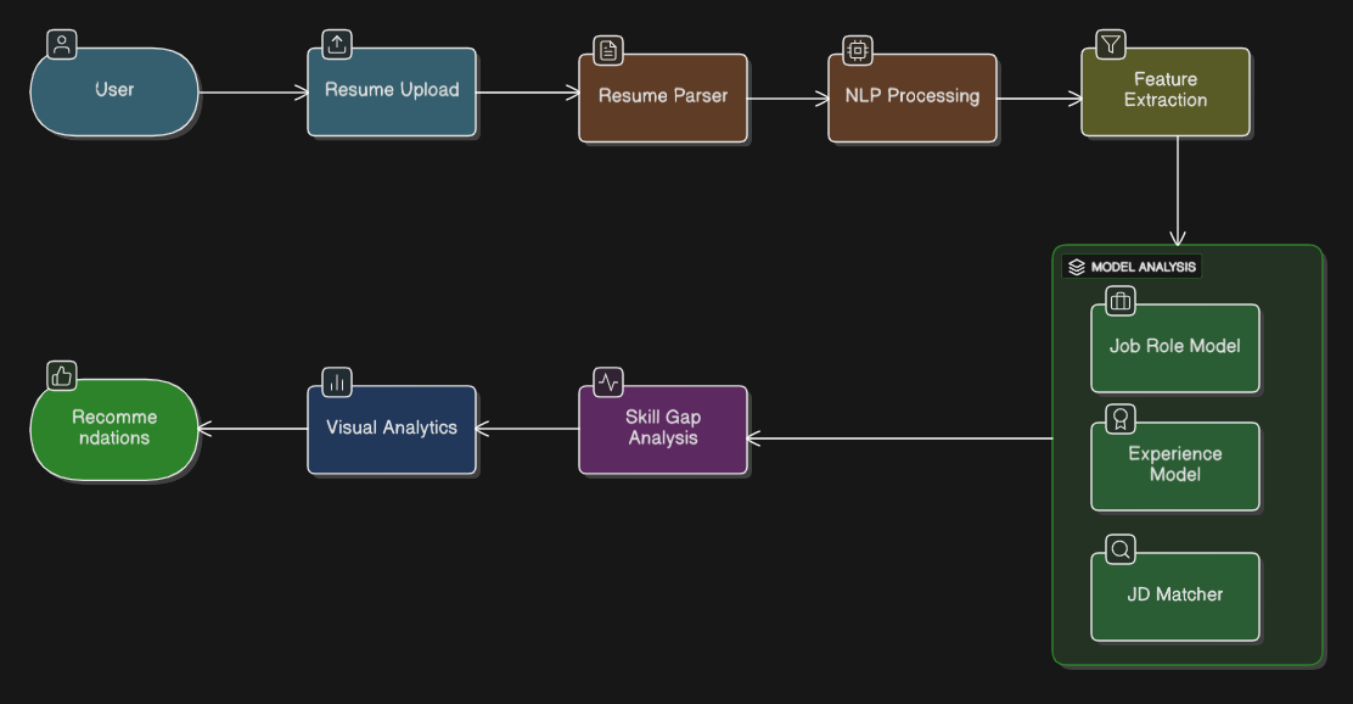 User
Resume Upload
Resume Parser
NLP Processing
Feature
Extraction
MODEL ANALYSIS
Job Role Model
Experience
Model
JD Matcher
Skill Gap
Analysis
Visual Analytics
Recomme
ndations